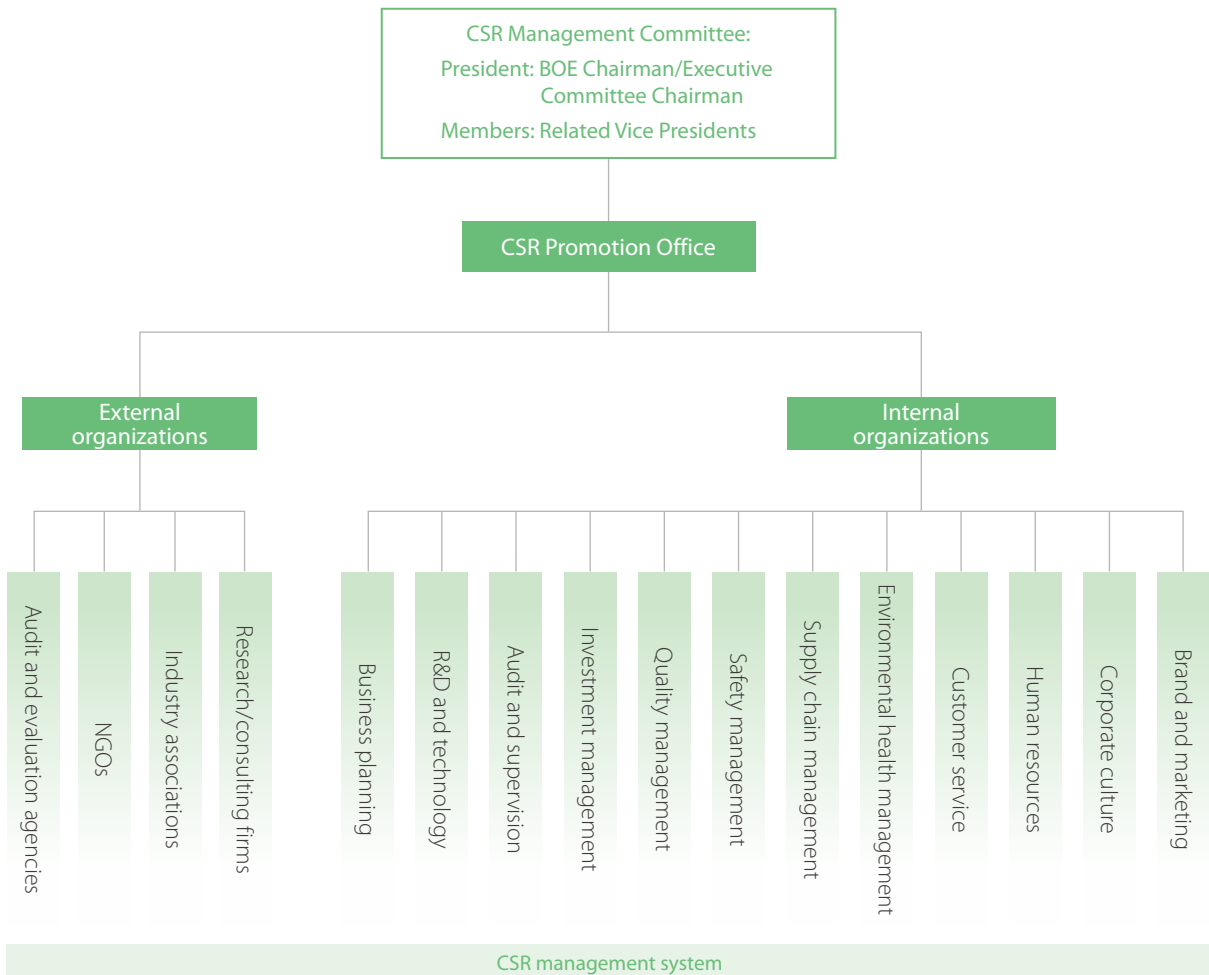 CSR Management Committee:
President: BOE Chairman/Executive
Committee Chairman
Members: Related Vice Presidents
CSR Promotion Office
External
organizations
Internal
organizations
Audit and evaluation agencies
NGOs
Industry associations
Research/consulting firms
Business planning
R&D and technology
Audit and supervision
Investment management
Quality management
Safety management
Supply chain management
Environmental health management
Customer service
Human resources
Corporate culture
Brand and marketing
CSR management system